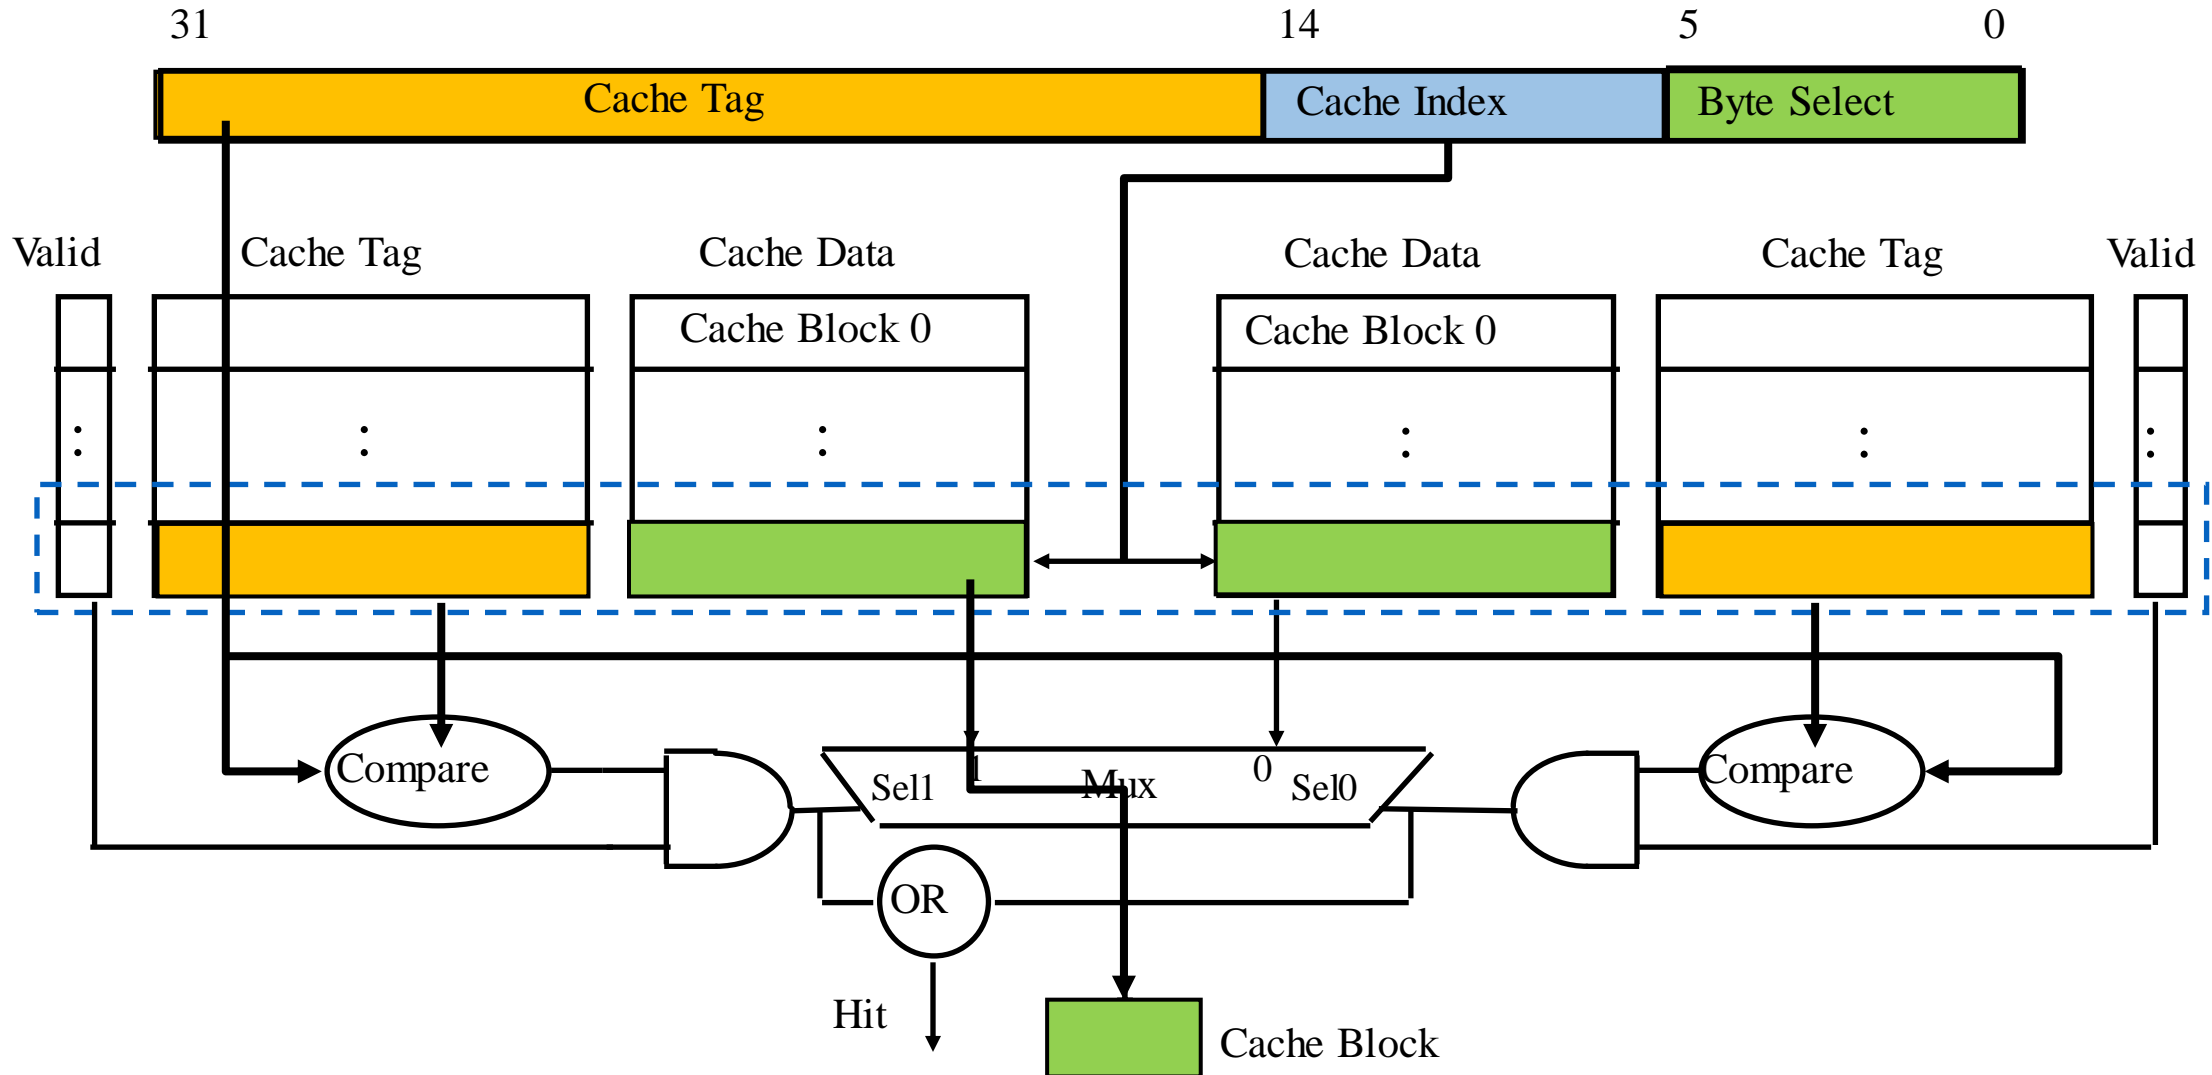 31 14 5 0
Cache Tag Cache Index Byte Select
Valid Cache Tag Cache Data Cache Data Cache Tag Valid
Cache Block 0 Cache Block 0
: : : : : :
Compare Sel1 1 Mux 0 Sel0 Compare
OR
Hit
Cache Block